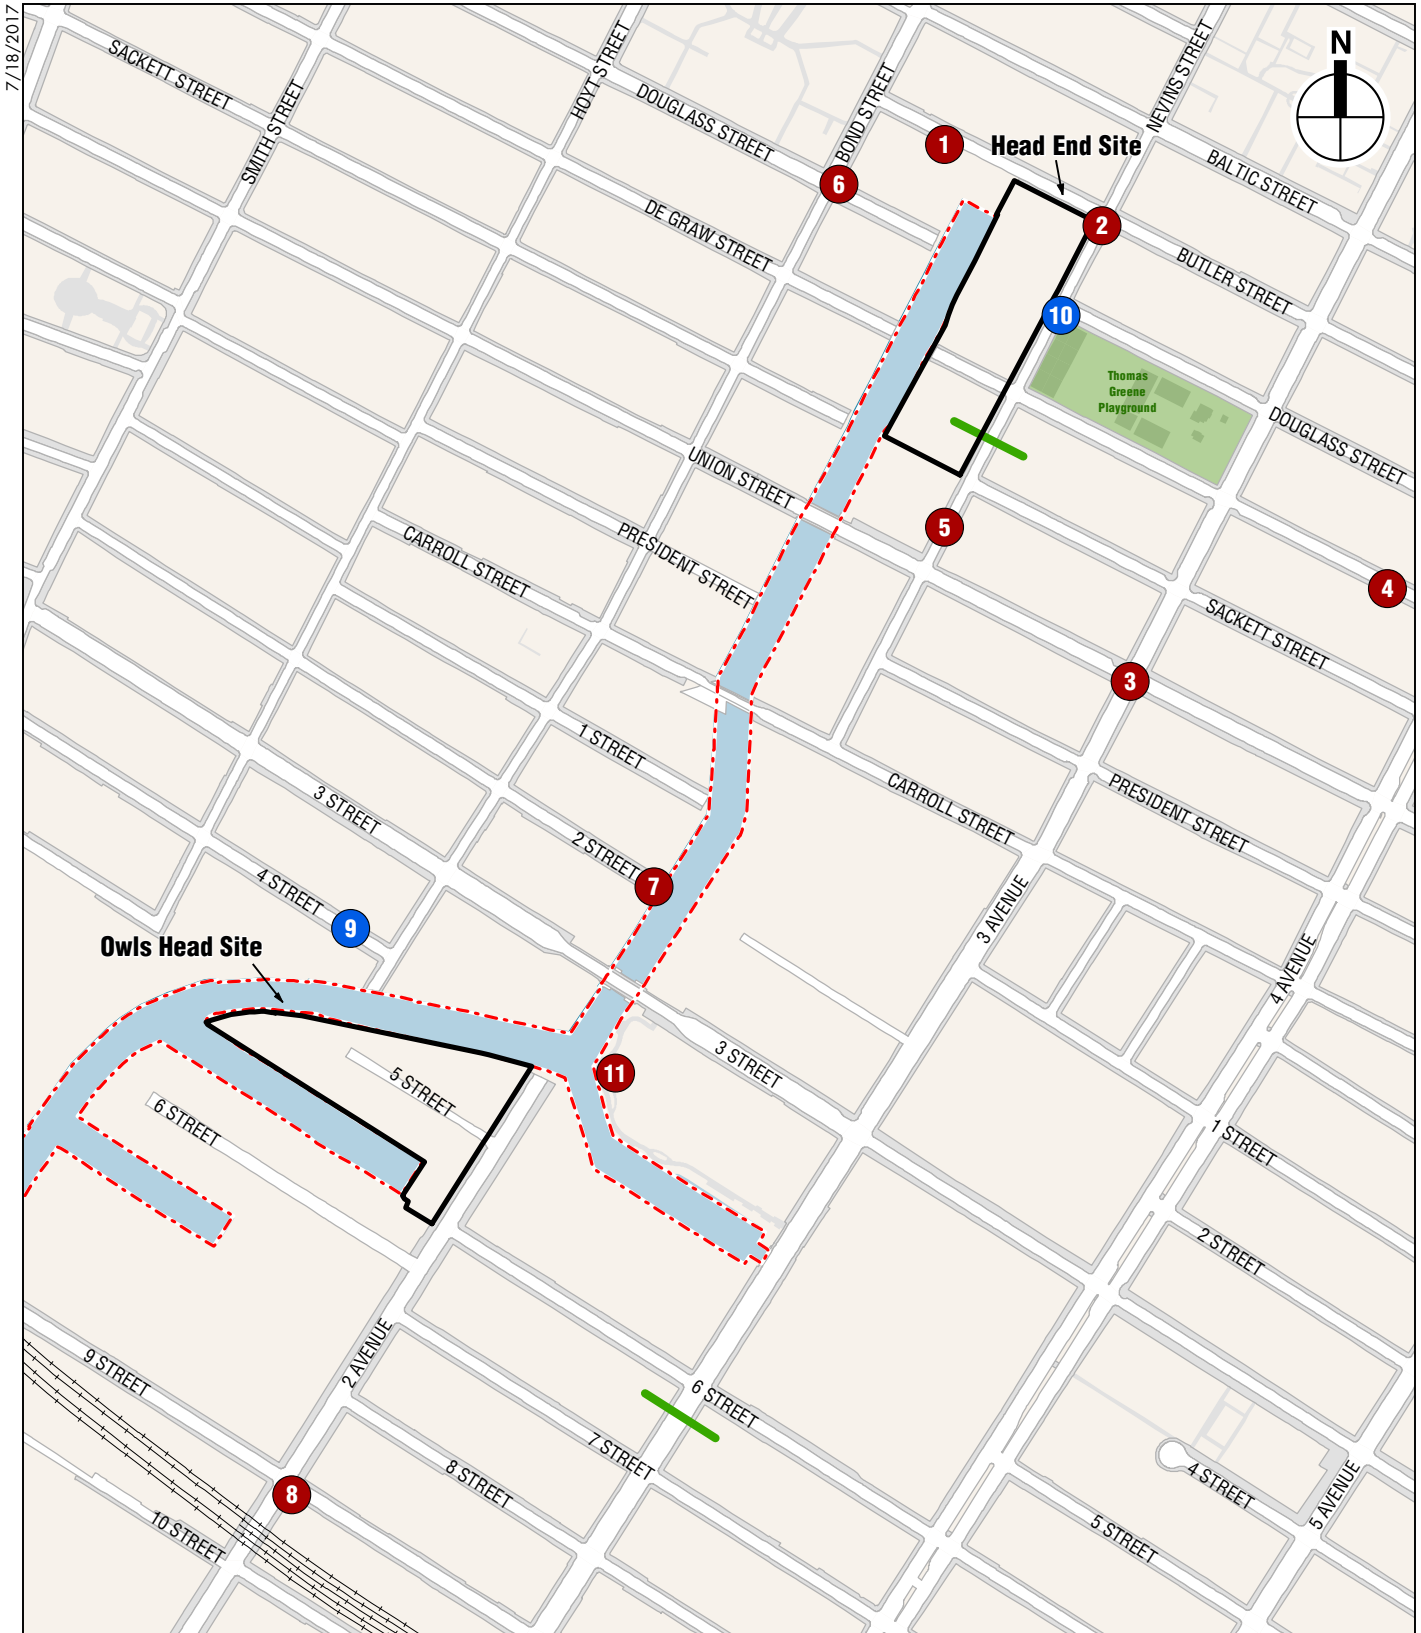 7/18/2017
N
SACKETT STREET
SMITH STREET
HOYT STREET
DOUGLASS STREET
BOND STREET
NEVINS STREET
1
Head End Site
BALTIC STREET
6
DE GRAW STREET
2
BUTLER STREET
10
Thomas
Greene
Playground
DOUGLASS STREET
UNION STREET
5
PRESIDENT STREET
CARROLL STREET
4
SACKETT STREET
3
1 STREET
CARROLL STREET
PRESIDENT STREET
3 STREET
2 STREET
7
4 STREET
9
3 AVENUE
4 AVENUE
Owls Head Site
3 STREET
11
5 STREET
6 STREET
1 STREET
2 STREET
9 STREET
2 AVENUE
6 STREET
7 STREET
8 STREET
4 STREET
5 AVENUE
8
10 STREET
5 STREET